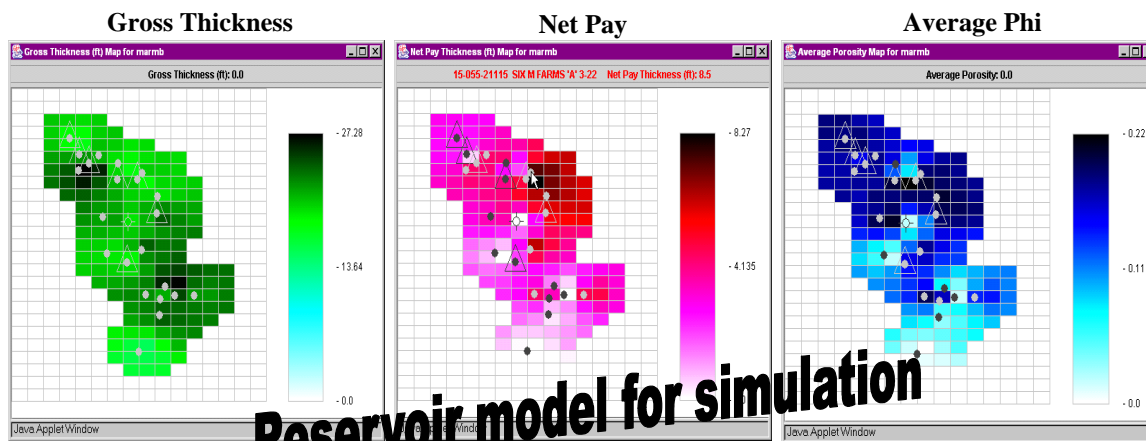 Gross Thickness
Net Pay
Average Phi
Gross Thickness (ft) Map for marmb
Net Pay Thickness (ft) Map for marmb
Average Porosity Map for marmb
Gross Thickness (ft): 0.0
15-055-21115 SIX M FARMS 'A' 3-22 Net Pay Thickness (ft): 8.5
Average Porosity: 0.0
- 27.28
- 13.64
- 0.0
- 8.27
- 4.135
- 0.22
- 0.11
- 0.0
Reservoir model for simulation
Java Applet Window
Window
Java Applet Window